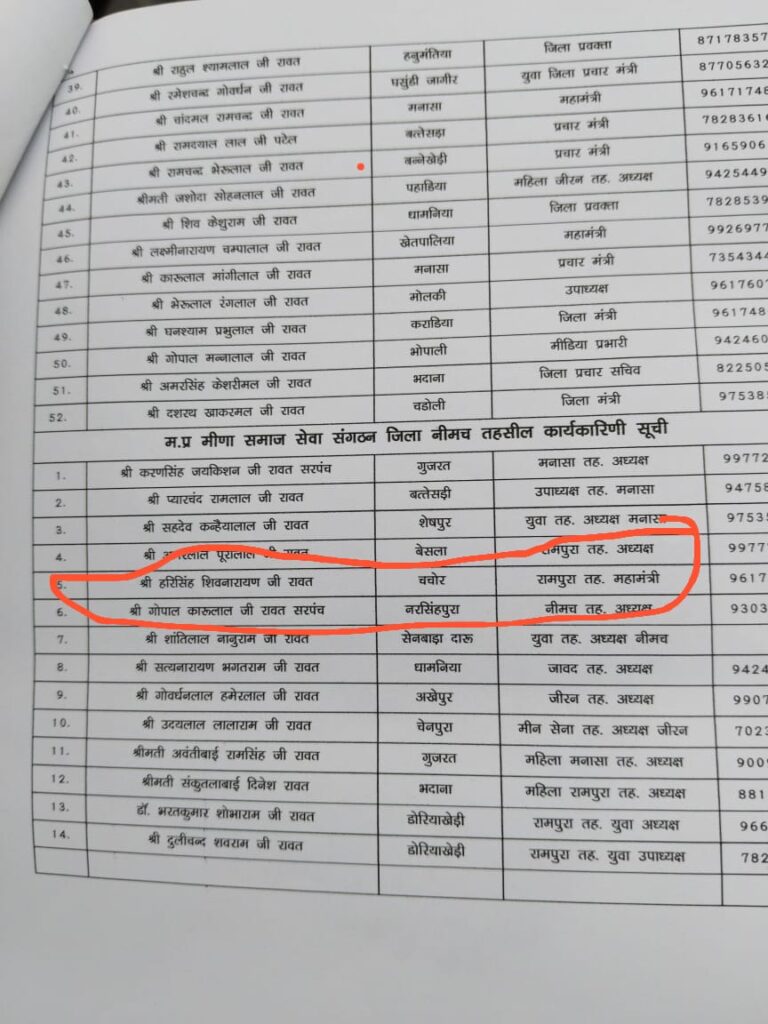 39. श्री राहुल श्यामलाल जी रावत हनुमंतिया जिला प्रवक्ता 8717835
40. श्री रमेशचन्द गोवर्धन जी रावत घसुंडी जागीर युवा जिला प्रचार मंत्री 87705632
41. श्री चांदमल रामचन्द जी रावत मनासा महामंत्री 96171748
42. श्री रामदयाल लाल जी पटेल बत्तेसड़ा प्रचार मंत्री 7828361
43. श्री रामचन्द भेरूलाल जी रावत बन्नेखेड़ी प्रचार मंत्री 9165906
44. श्रीमती जशोदा सोहनलाल जी रावत पहाडिया महिला जीरन तह. अध्यक्ष 9425449
45. श्री शिव केशुराम जी रावत धामनिया जिला प्रवक्ता 7828539
46. श्री लक्ष्मीनारायण चम्पालाल जी रावत खेतपालिया महामंत्री 9926977
47. श्री कारूलाल मांगीलाल जी रावत मनासा प्रचार मंत्री 7354344
48. श्री भेरूलाल रंगलाल जी रावत मोलकी उपाध्यक्ष 961760
49. श्री घनश्याम प्रभुलाल जी रावत कराडिया जिला मंत्री 961748
50. श्री गोपाल मन्नालाल जी रावत भोपाली मीडिया प्रभारी 942460
51. श्री अमरसिंह केशरीमल जी रावत भदाना जिला प्रचार सचिव 822505
52. श्री दशरथ खाकरमल जी रावत चडोली जिला मंत्री 97538
म.प्र मीणा समाज सेवा संगठन जिला नीमच तहसील कार्यकारिणी सूची
1. श्री करणसिंह जयकिशन जी रावत सरपंच गुजरत मनासा तह. अध्यक्ष 99772
2. श्री प्यारचंद रामलाल जी रावत बत्तेसड़ी उपाध्यक्ष तह. मनासा 94758
3. श्री सहदेव कन्हैयालाल जी रावत शेषपुर युवा तह. अध्यक्ष मनासा 9753
4. श्री पूरालाल जी रावत बेसला रामपुरा तह. अध्यक्ष 9977
5. श्री हरिसिंह शिवनारायण जी रावत चचोर रामपुरा तह. महामंत्री 9617
6. श्री गोपाल कारूलाल जी रावत सरपंच नरसिंहपुरा नीमच तह. अध्यक्ष 9303
7. श्री शांतिलाल नानुराम जी रावत सेनबाड़ा दारू युवा तह. अध्यक्ष नीमच
8. श्री सत्यनारायण भगतराम जी रावत धामनिया जावद तह. अध्यक्ष 9424
9. श्री गोवर्धनलाल हमेरलाल जी रावत अखेपुर जीरन तह. अध्यक्ष 9907
10. श्री उदयलाल लालाराम जी रावत चेनपुरा मीन सेना तह. अध्यक्ष जीरन 702
11. श्रीमती अवंतीबाई रामसिंह जी रावत गुजरत महिला मनासा तह. अध्यक्ष 900
12. श्रीमती संकुतलाबाई दिनेश रावत भदाना महिला रामपुरा तह. अध्यक्ष 881
13. डॉ. भरतकुमार शोभाराम जी रावत डोरियाखेड़ी रामपुरा तह. युवा अध्यक्ष 966
14. श्री दुलीचन्द शवराम जी रावत डोरियाखेड़ी रामपुरा तह. युवा उपाध्यक्ष 782